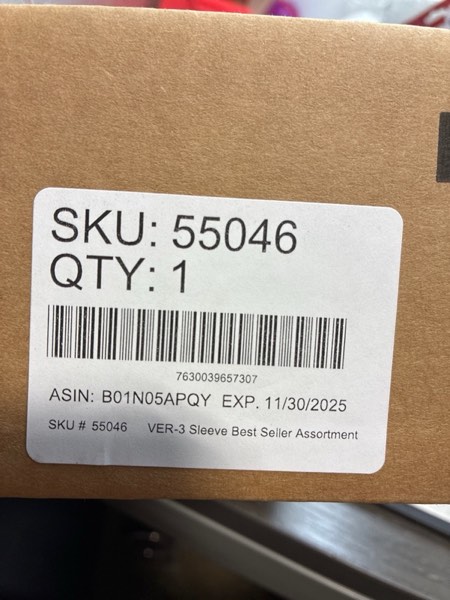 SKU: 55046
QTY: 1
7630039657307
ASIN: B01N05APQY EXP. 11/30/2025
SKU # 55046 VER-3 Sleeve Best Seller Assortment